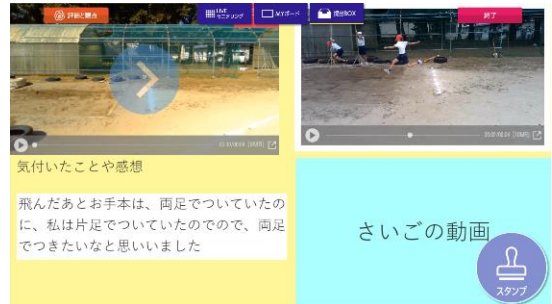 評価と観点
LIVE
モニタリング
MYボード
提出BOX
終了
気付いたことや感想
飛んだあとお手本は、両足でついていたの
に、私は片足でついていたのでので、両足
でつきたいなと思いいました
さいごの動画
スタンプ